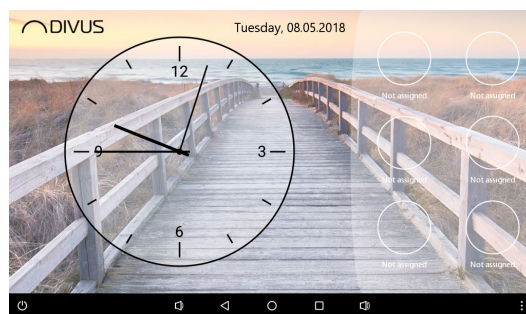 DIVUS
Tuesday, 08.05.2018
12
9
3
6
Not assigned
Not assigned
Not assigned
Not assigned
Not assigned
Not assigned